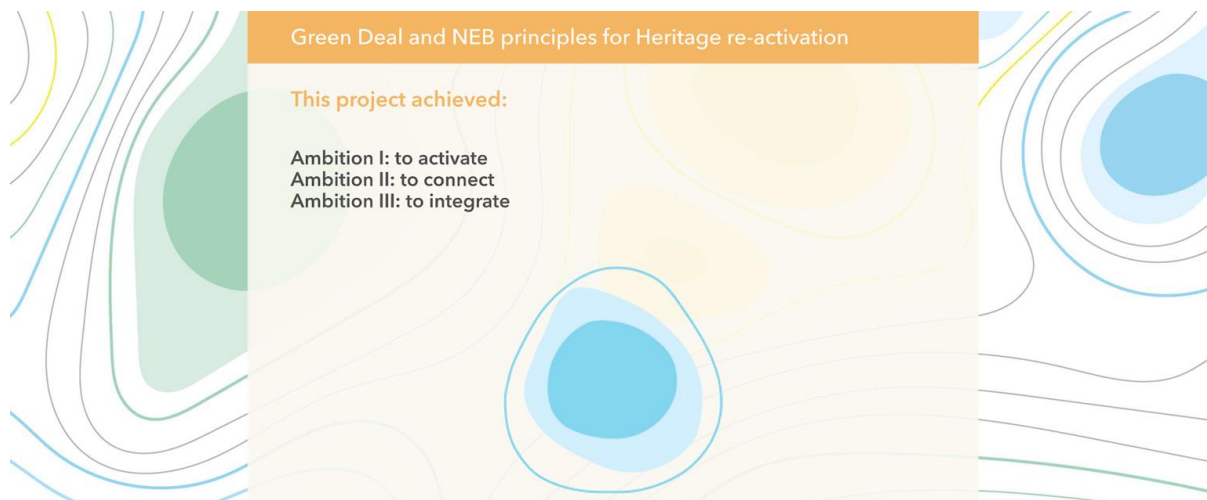 Green Deal and NEB principles for Heritage re-activation
This project achieved:
Ambition I: to activate
Ambition II: to connect
Ambition III: to integrate